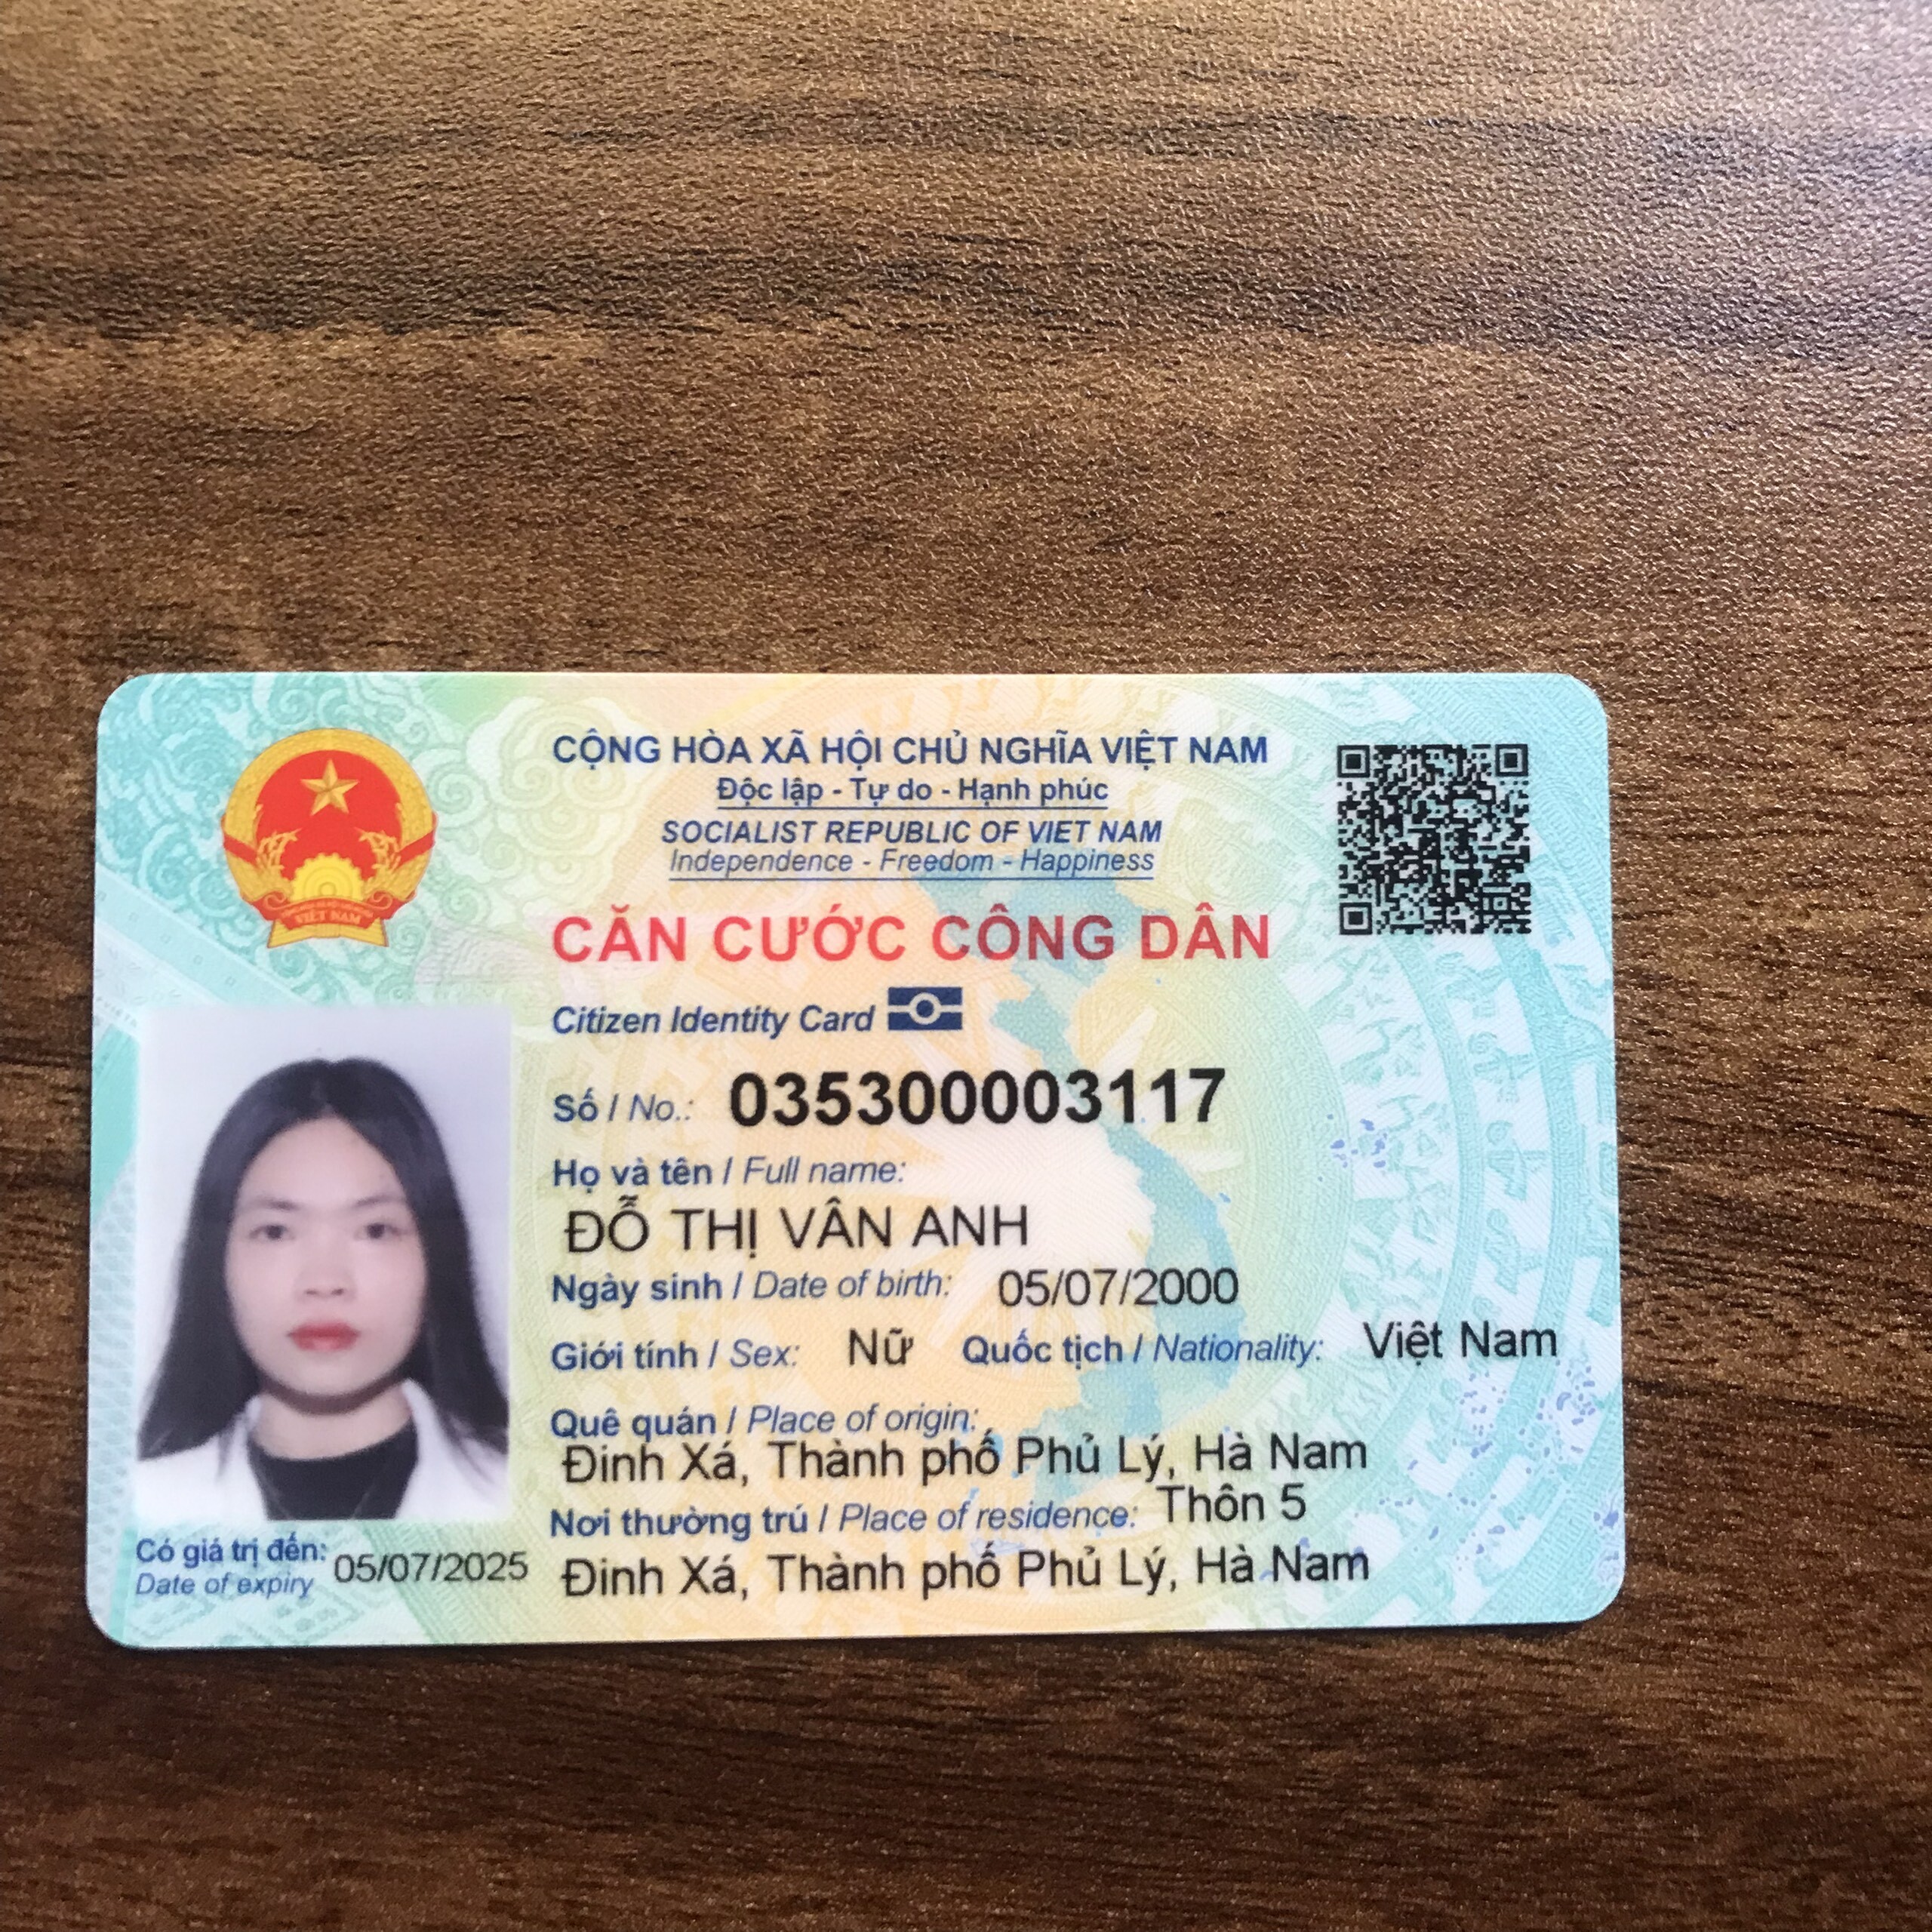 CỘNG HÒA XÃ HỘI CHỦ NGHĨA VIỆT NAM
Độc lập - Tự do - Hạnh phúc
SOCIALIST REPUBLIC OF VIET NAM
Independence - Freedom - Happiness
CĂN CƯỚC CÔNG DÂN
Citizen Identity Card
Số / No.: 035300003117
Họ và tên / Full name:
ĐỖ THỊ VÂN ANH
Ngày sinh / Date of birth: 05/07/2000
Giới tính / Sex: Nữ Quốc tịch / Nationality: Việt Nam
Quê quán / Place of origin:
Đinh Xá, Thành phố Phủ Lý, Hà Nam
Nơi thường trú / Place of residence: Thôn 5
Đinh Xá, Thành phố Phủ Lý, Hà Nam
Có giá trị đến: 05/07/2025
Date of expiry
VIỆT NAM